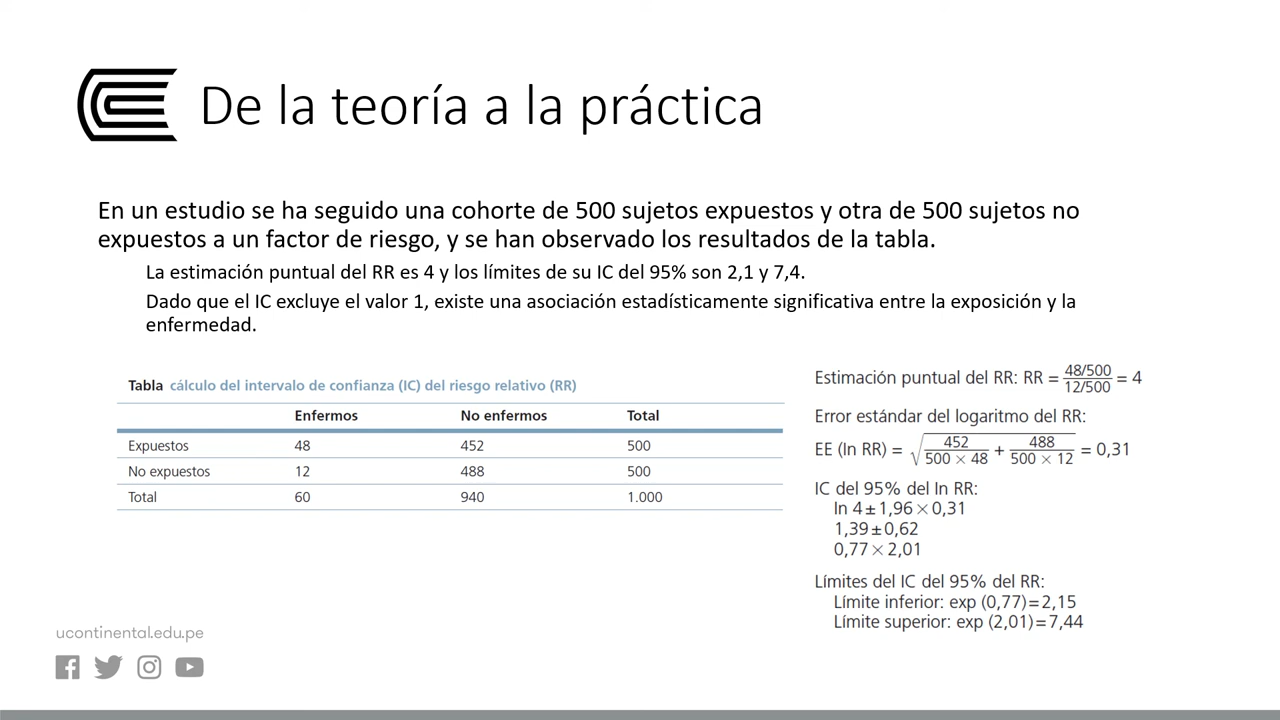 De la teoría a la práctica
En un estudio se ha seguido una cohorte de 500 sujetos expuestos y otra de 500 sujetos no
expuestos a un factor de riesgo, y se han observado los resultados de la tabla.
La estimación puntual del RR es 4 y los límites de su IC del 95% son 2,1 y 7,4.
Dado que el IC excluye el valor 1, existe una asociación estadísticamente significativa entre la exposición y la
enfermedad.
Tabla cálculo del intervalo de confianza (IC) del riesgo relativo (RR)
Enfermos No enfermos Total
Expuestos 48 452 500
No expuestos 12 488 500
Total 60 940 1.000
Estimación puntual del RR: RR = 48/500 / 12/500 = 4
Error estándar del logaritmo del RR:
EE (ln RR) = √ 452 / 500 × 48 + 488 / 500 × 12 = 0,31
IC del 95% del ln RR:
ln 4 ± 1,96 × 0,31
1,39 ± 0,62
0,77 × 2,01
Límites del IC del 95% del RR:
Límite inferior: exp (0,77)=2,15
Límite superior: exp (2,01)=7,44
ucontinental.edu.pe